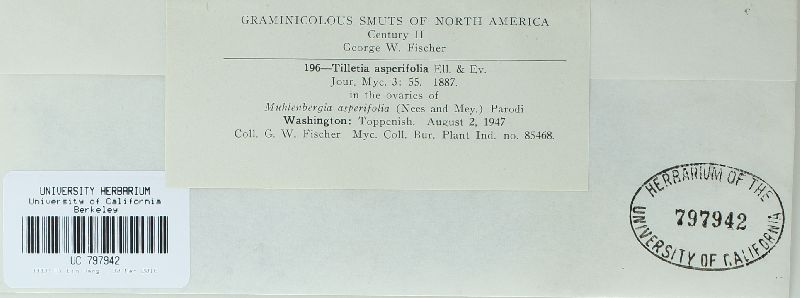 GRAMINICOLOUS SMUTS OF NORTH AMERICA
Century II
George W. Fischer
196—Tilletia asperifolia Ell. & Ev.
Jour. Myc. 3: 55. 1887.
in the ovaries of
Muhlenbergia asperifolia (Nees and Mey.) Parodi
Washington: Toppenish. August 2, 1947
Coll. G. W. Fischer Myc. Coll. Bur. Plant Ind. no. 85468.
UNIVERSITY HERBARIUM
University of California
Berkeley
UC 797942
HERBARIUM OF THE
797942
UNIVERSITY OF CALIFORNIA